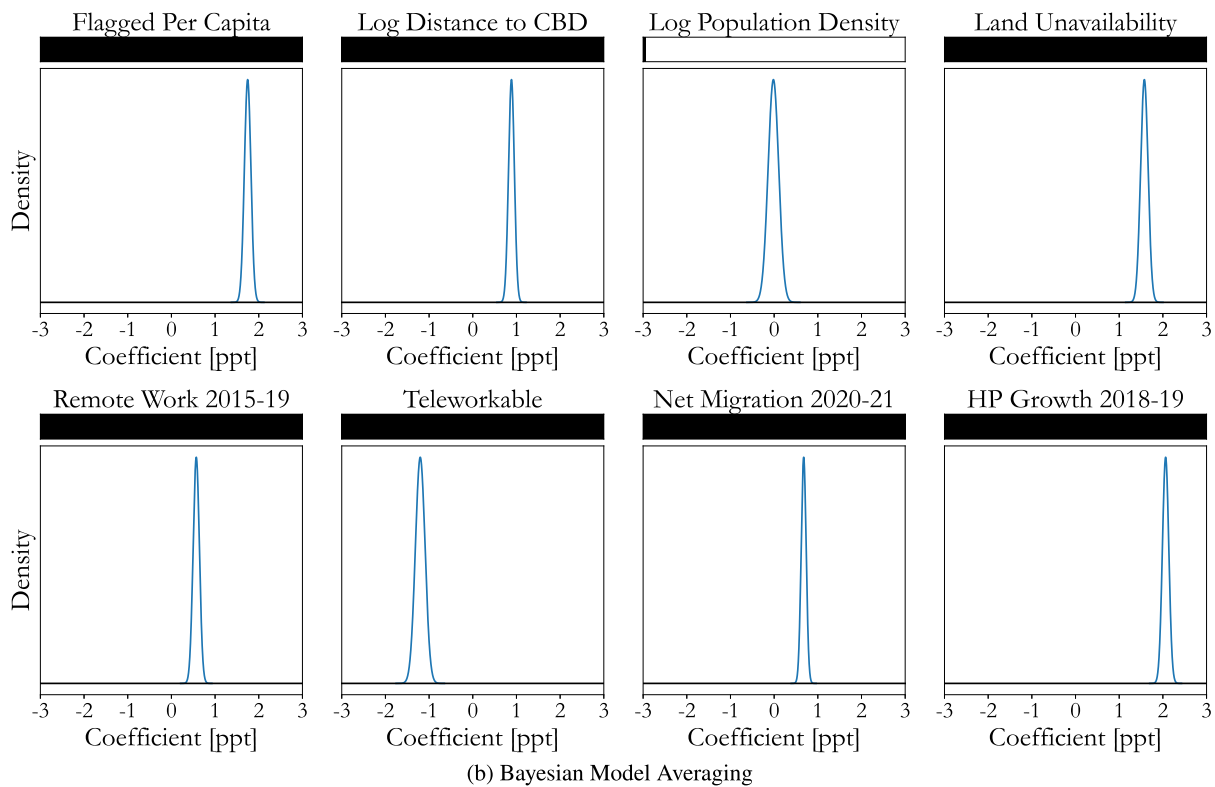 Flagged Per Capita
Log Distance to CBD
Log Population Density
Land Unavailability
Density
-3 -2 -1 0 1 2 3
-3 -2 -1 0 1 2 3
-3 -2 -1 0 1 2 3
-3 -2 -1 0 1 2 3
Coefficient [ppt]
Coefficient [ppt]
Coefficient [ppt]
Coefficient [ppt]
Remote Work 2015-19
Teleworkable
Net Migration 2020-21
HP Growth 2018-19
Density
-3 -2 -1 0 1 2 3
-3 -2 -1 0 1 2 3
-3 -2 -1 0 1 2 3
-3 -2 -1 0 1 2 3
Coefficient [ppt]
Coefficient [ppt]
Coefficient [ppt]
Coefficient [ppt]
(b) Bayesian Model Averaging